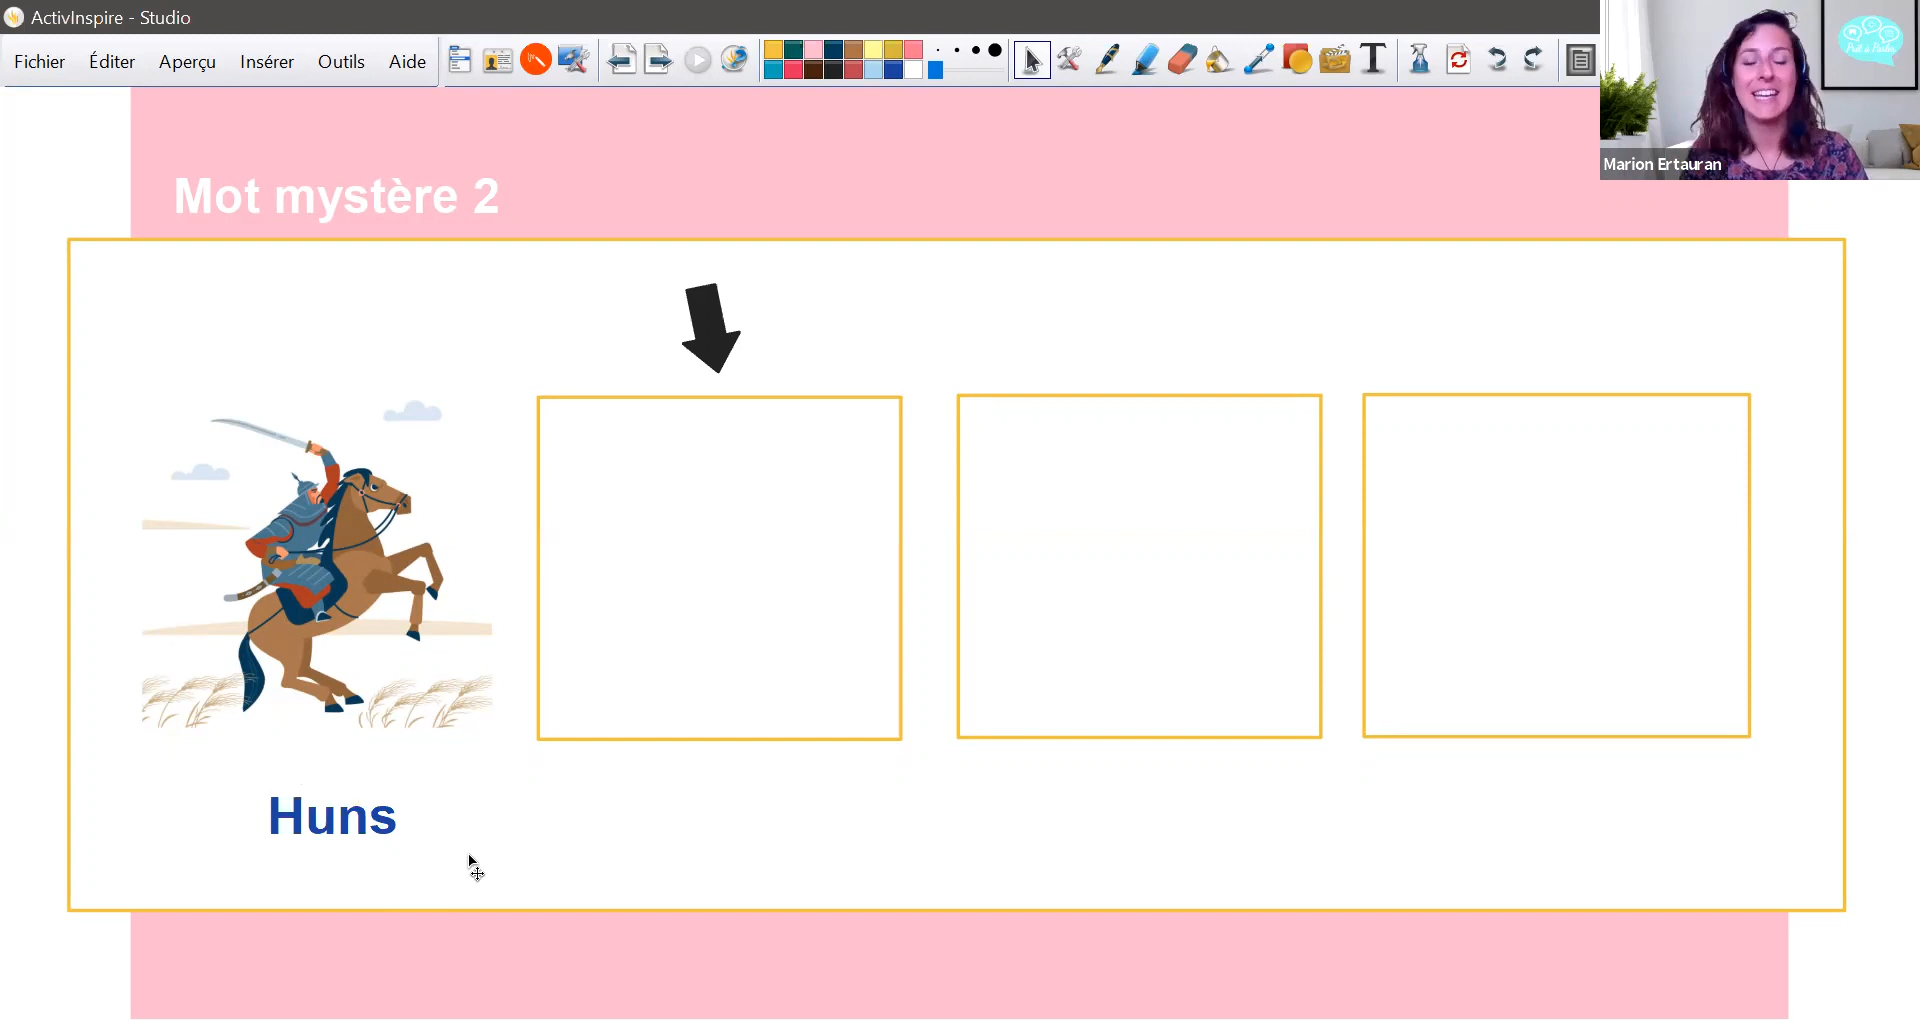 ActivInspire - Studio
Fichier Éditer Aperçu Insérer Outils Aide
Marion Ertauran
Mot mystère 2
Huns